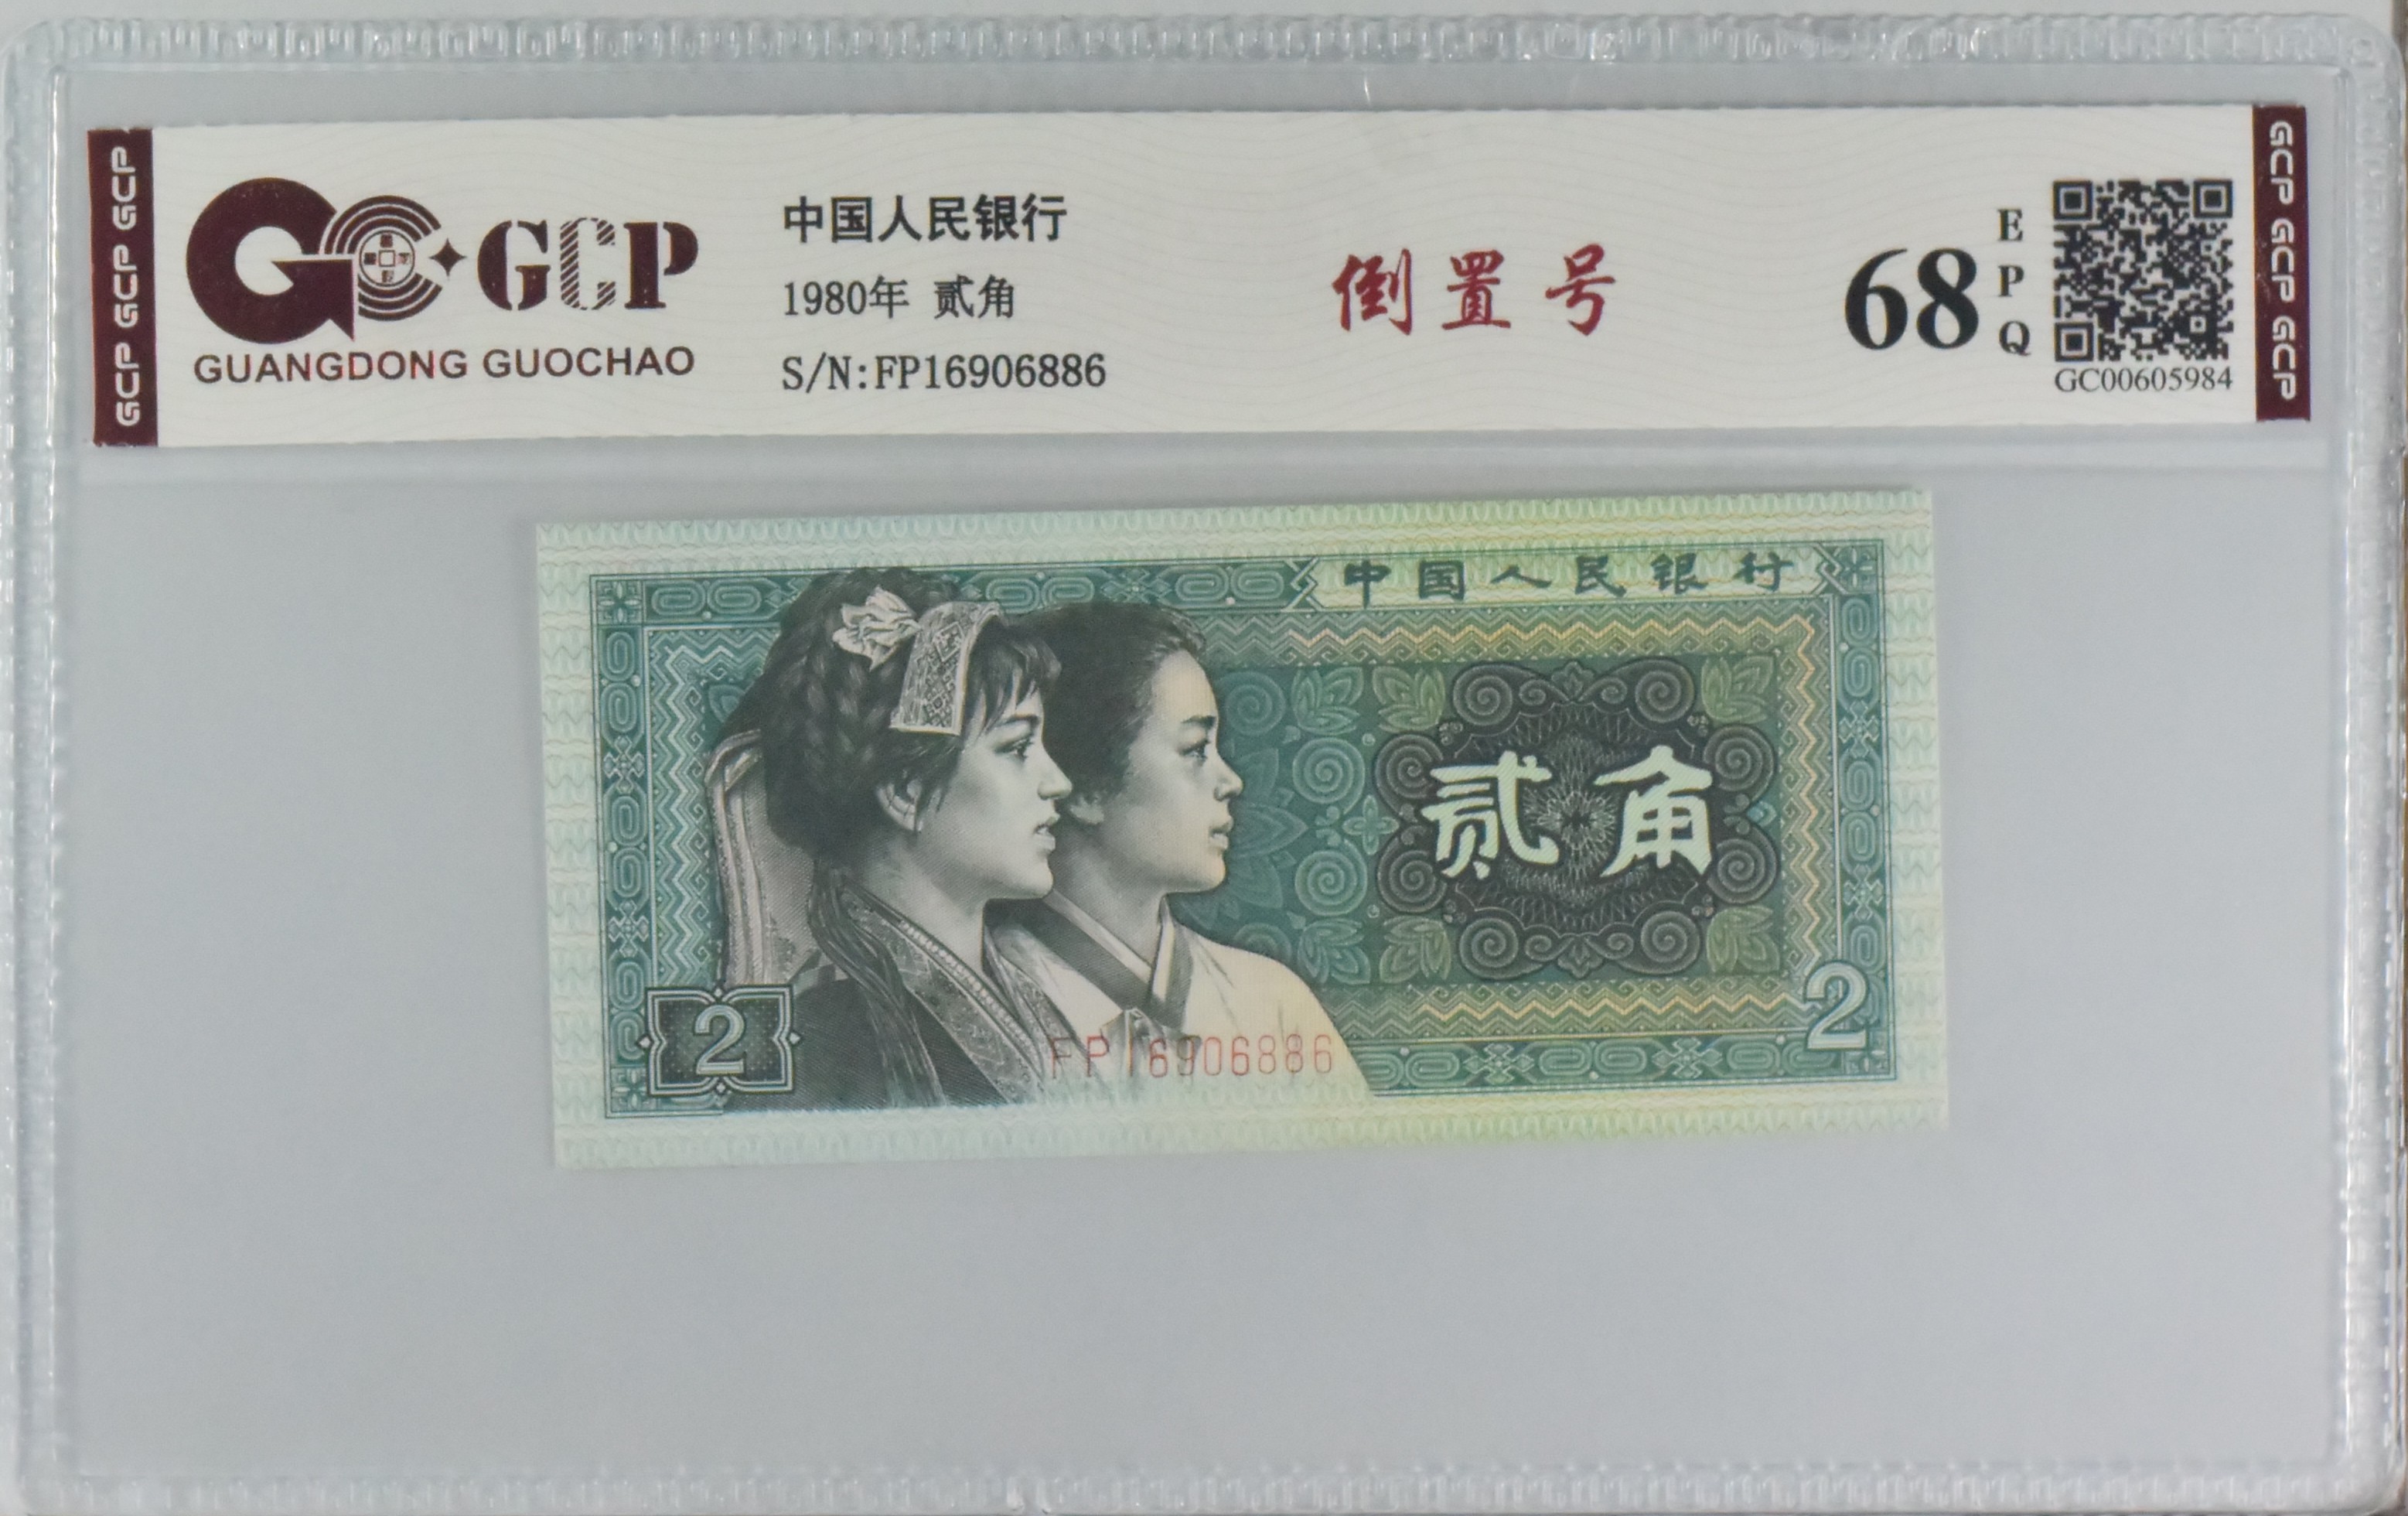 GCP GCP GCP
GCP
GUANGDONG GUOCHAO
中国人民银行
1980年 贰角
S/N:FP16906886
倒置号
68
EPQ
GC00605984
GCP GCP GCP
中国人民银行
贰角
2
2
FP16906886